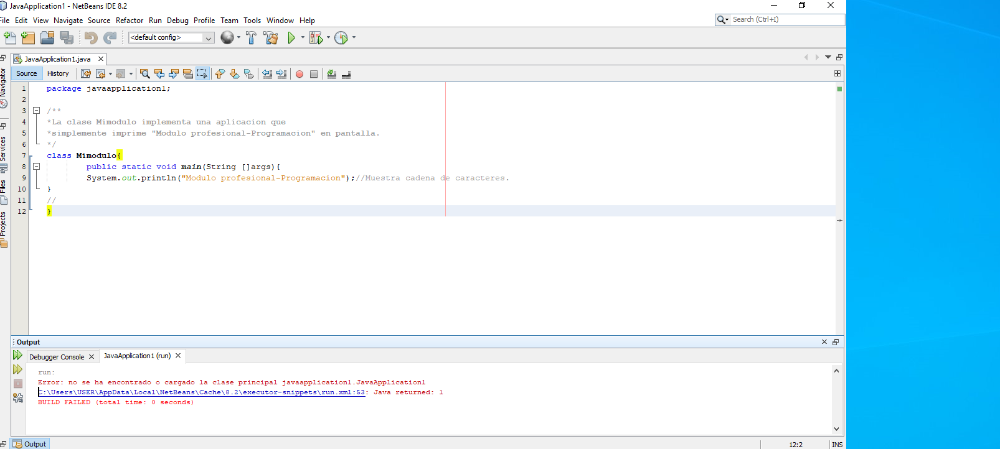 JavaApplication1 - NetBeans IDE 8.2
File Edit View Navigate Source Refactor Run Debug Profile Team Tools Window Help
Search (Ctrl+I)
<default config>
JavaApplication1.java
Source History
Navigator
Services
Files
Projects
1 package javaapplication1;
2
3 /**
4 *La clase Mimodulo implementa una aplicacion que
5 *simplemente imprime "Modulo profesional-Programacion" en pantalla.
6 */
7 class Mimodulo{
8 public static void main(String []args){
9 System.out.println("Modulo profesional-Programacion");//Muestra cadena de caracteres.
10 }
11 //
12 }
Output
Debugger Console JavaApplication1 (run)
run:
Error: no se ha encontrado o cargado la clase principal javaapplication1.JavaApplication1
C:\Users\USER\AppData\Local\NetBeans\Cache\8.2\executor-snippets\run.xml:53: Java returned: 1
BUILD FAILED (total time: 0 seconds)
Output
12:2 INS